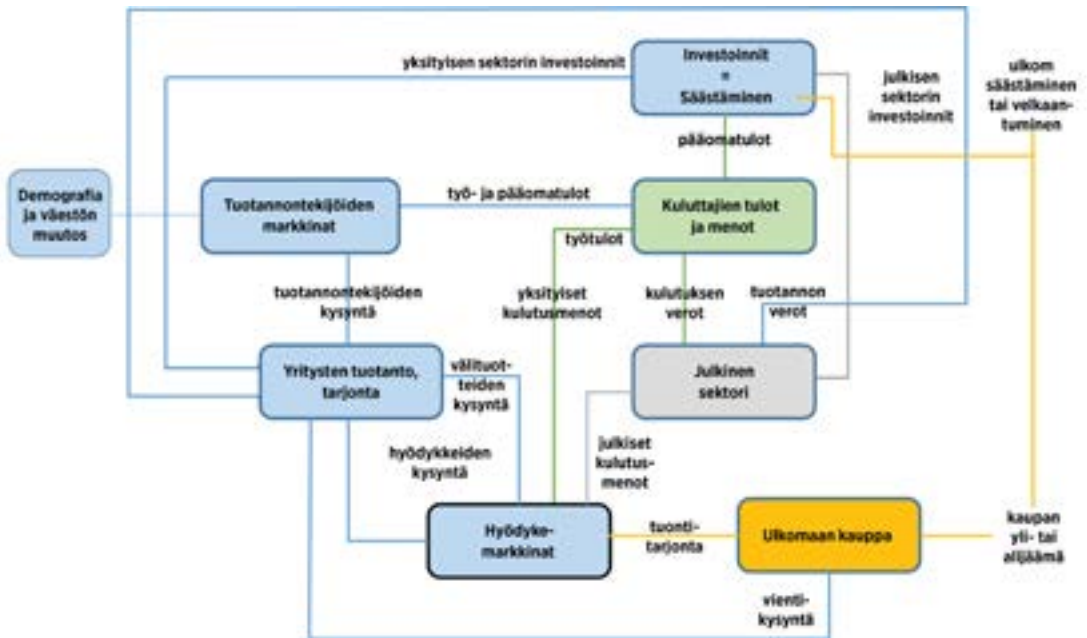 yksityisen sektorin investoinnit
Investoinnit
=
Säästäminen
julkisen
sektorin
investoinnit
ulkom
säästäminen
tai velkaan-
tuminen
pääomatulot
Demografia
ja väestön
muutos
Tuotannontekijöiden
markkinat
työ- ja pääomatulot
Kuluttajien tulot
ja menot
työtulot
tuotannontekijöiden
kysyntä
yksityiset
kulutusmenot
kulutuksen
verot
tuotannon
verot
Yritysten tuotanto,
tarjonta
välituot-
teiden
kysyntä
Julkinen
sektori
hyödykkeiden
kysyntä
julkiset
kulutus-
menot
Hyödyke-
markkinat
tuonti-
tarjonta
Ulkomaan kauppa
kaupan
yli- tai
alijäämä
vienti-
kysyntä